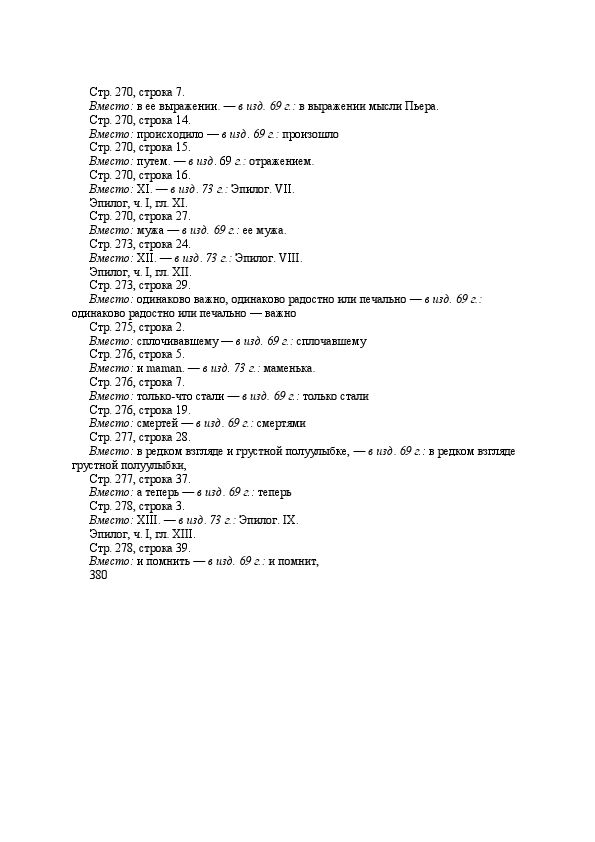 Стр. 270, строка 7.
Вместо: в ее выражении. — в изд. 69 г.: в выражении мысли Пьера.
Стр. 270, строка 14.
Вместо: происходило — в изд. 69 г.: произошло
Стр. 270, строка 15.
Вместо: путем. — в изд. 69 г.: отражением.
Стр. 270, строка 16.
Вместо: XI. — в изд. 73 г.: Эпилог. VII.
Эпилог, ч. I, гл. XI.
Стр. 270, строка 27.
Вместо: мужа — в изд. 69 г.: ее мужа.
Стр. 273, строка 24.
Вместо: XII. — в изд. 73 г.: Эпилог. VIII.
Эпилог, ч. I, гл. XII.
Стр. 273, строка 29.
Вместо: одинаково важно, одинаково радостно или печально — в изд. 69 г.:
одинаково радостно или печально — важно
Стр. 275, строка 2.
Вместо: сплочивавшему — в изд. 69 г.: сплочавшему
Стр. 276, строка 5.
Вместо: и maman. — в изд. 73 г.: маменька.
Стр. 276, строка 7.
Вместо: только-что стали — в изд. 69 г.: только стали
Стр. 276, строка 19.
Вместо: смертей — в изд. 69 г.: смертями
Стр. 277, строка 28.
Вместо: в редком взгляде и грустной полуулыбке, — в изд. 69 г.: в редком взгляде
грустной полуулыбки,
Стр. 277, строка 37.
Вместо: а теперь — в изд. 69 г.: теперь
Стр. 278, строка 3.
Вместо: XIII. — в изд. 73 г.: Эпилог. IX.
Эпилог, ч. I, гл. XIII.
Стр. 278, строка 39.
Вместо: и помнить — в изд. 69 г.: и помнит,
380